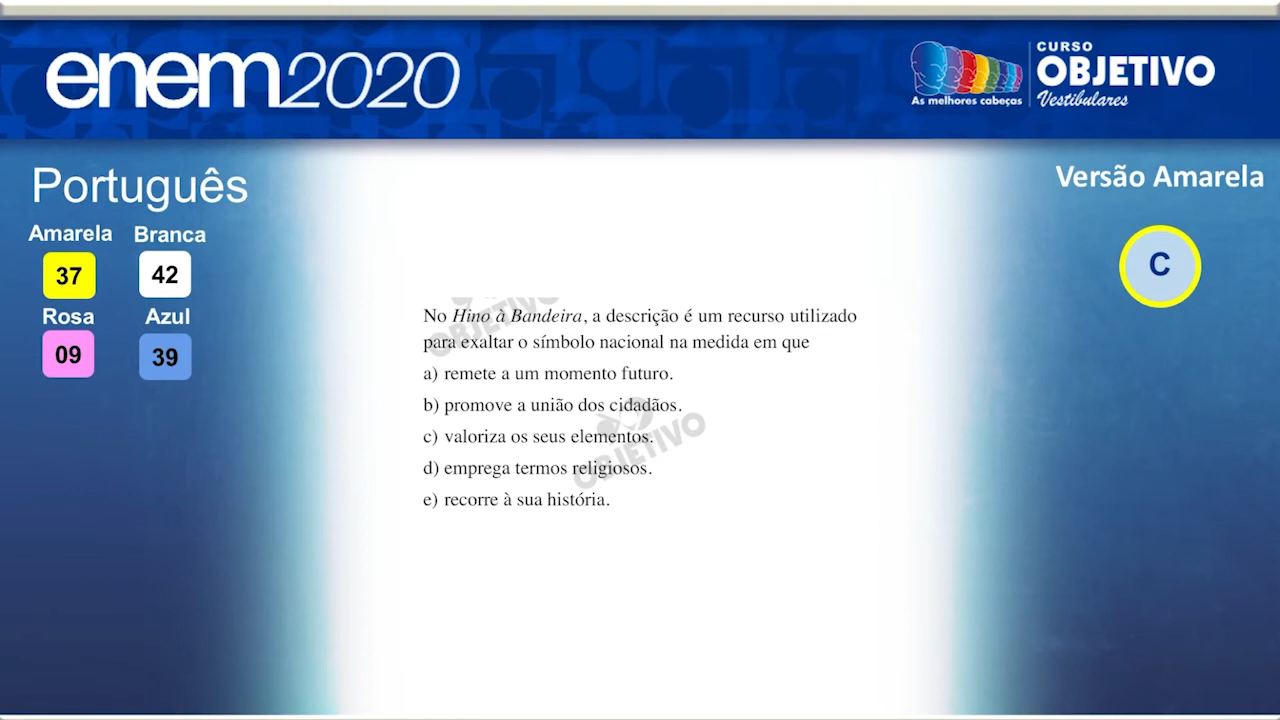 enem2020
CURSO
OBJETIVO
Vestibulares
As melhores cabeças
Português
Versão Amarela
Amarela Branca
37 42
Rosa Azul
09 39
C
No Hino à Bandeira, a descrição é um recurso utilizado
para exaltar o símbolo nacional na medida em que
a) remete a um momento futuro.
b) promove a união dos cidadãos.
c) valoriza os seus elementos.
d) emprega termos religiosos.
e) recorre à sua história.
OBJETIVO
OBJETIVO